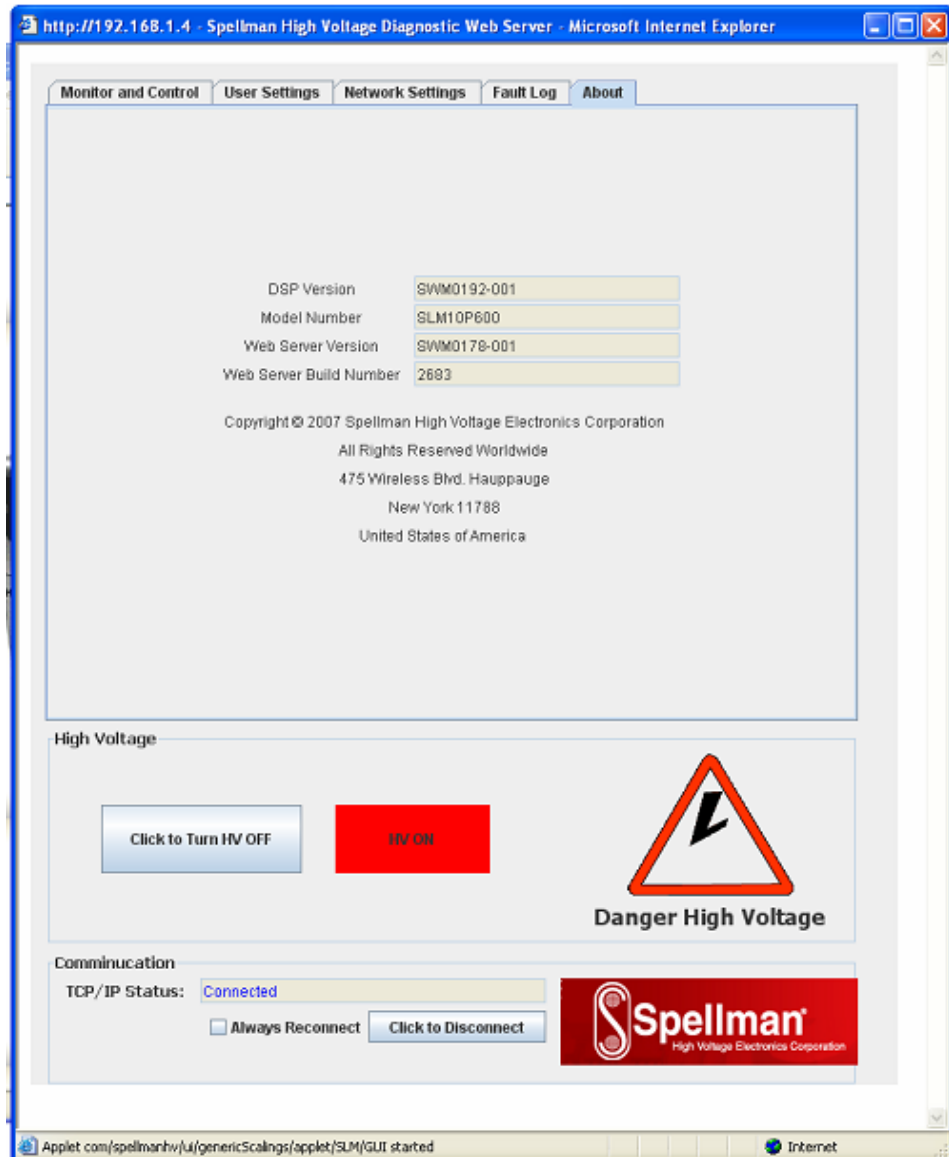 http://192.168.1.4 - Spellman High Voltage Diagnostic Web Server - Microsoft Internet Explorer
Monitor and Control User Settings Network Settings Fault Log About
DSP Version SWM0192-001
Model Number SLM10P600
Web Server Version SWM0178-001
Web Server Build Number 2683
Copyright © 2007 Spellman High Voltage Electronics Corporation
All Rights Reserved Worldwide
475 Wireless Blvd. Hauppauge
New York 11788
United States of America
High Voltage
Click to Turn HV OFF HV ON
Danger High Voltage
Comminucation
TCP/IP Status: Connected
Always Reconnect Click to Disconnect
Spellman
High Voltage Electronics Corporation
Applet com/spellmanhv/ui/genericScalings/applet/SLM/GUI started Internet